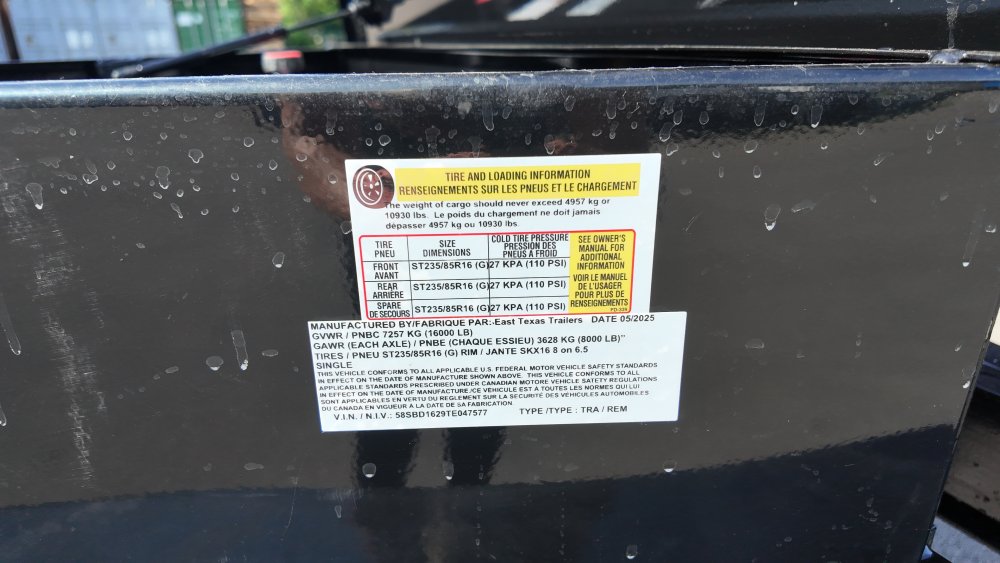 TIRE AND LOADING INFORMATION
RENSEIGNEMENTS SUR LES PNEUS ET LE CHARGEMENT
The weight of cargo should never exceed 4957 kg or
10930 lbs. Le poids du chargement ne doit jamais
dépasser 4957 kg ou 10930 lbs.
TIRE PNEU SIZE DIMENSIONS COLD TIRE PRESSURE PRESSION DES PNEUS A FROID
FRONT AVANT ST235/85R16 (G) 27 KPA (110 PSI)
REAR ARRIÈRE ST235/85R16 (G) 27 KPA (110 PSI)
SPARE DE SECOURS ST235/85R16 (G) 27 KPA (110 PSI)
SEE OWNER'S
MANUAL FOR
ADDITIONAL
INFORMATION
VOIR LE MANUEL
DE L'USAGER
POUR PLUS DE
RENSEIGNEMENTS
MANUFACTURED BY/FABRIQUE PAR:-East Texas Trailers DATE 05/2025
GVWR / PNBC 7257 KG (16000 LB)
GAWR (EACH AXLE) / PNBE (CHAQUE ESSIEU) 3628 KG (8000 LB)"
TIRES / PNEU ST235/85R16 (G) RIM / JANTE SKX16 8 on 6.5
SINGLE
THIS VEHICLE CONFORMS TO ALL APPLICABLE U.S. FEDERAL MOTOR VEHICLE SAFETY STANDARDS
IN EFFECT ON THE DATE OF MANUFACTURE SHOWN ABOVE. THIS VEHICLE CONFORMS TO ALL
APPLICABLE STANDARDS PRESCRIBED UNDER CANADIAN MOTORE VEHICLE SAFETY REGULATIONS
IN EFFECT ON THE DATE OF MANUFACTURE./CE VEHICULE EST A TOUTES LES NORMES QUI LUI
SONT APPLICABLES EN VERTU DU REGLEMENT SUR LA SECURITE DES VÉHICULES AUTOMOBILES
DU CANADA EN VIGUEUR A LA DATE DE SA FABRICATION.
V.I.N. / N.I.V.: 58SBD1629TE047577 TYPE /TYPE : TRA / REM